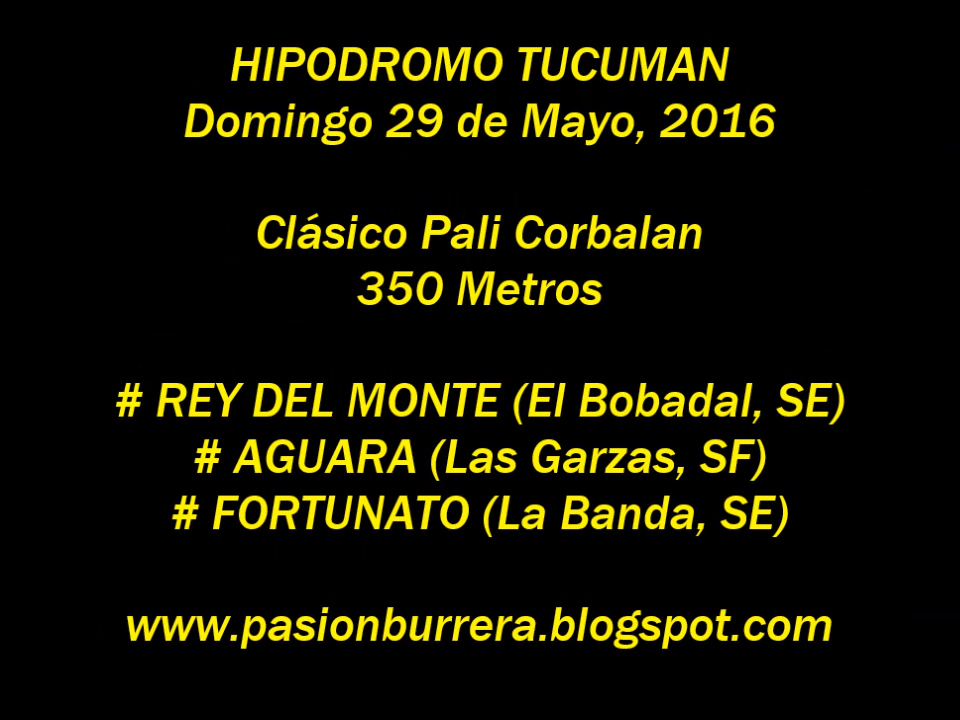 HIPODROMO TUCUMAN
Domingo 29 de Mayo, 2016
Clásico Pali Corbalan
350 Metros
# REY DEL MONTE (El Bobadal, SE)
# AGUARA (Las Garzas, SF)
# FORTUNATO (La Banda, SE)
www.pasionburrera.blogspot.com